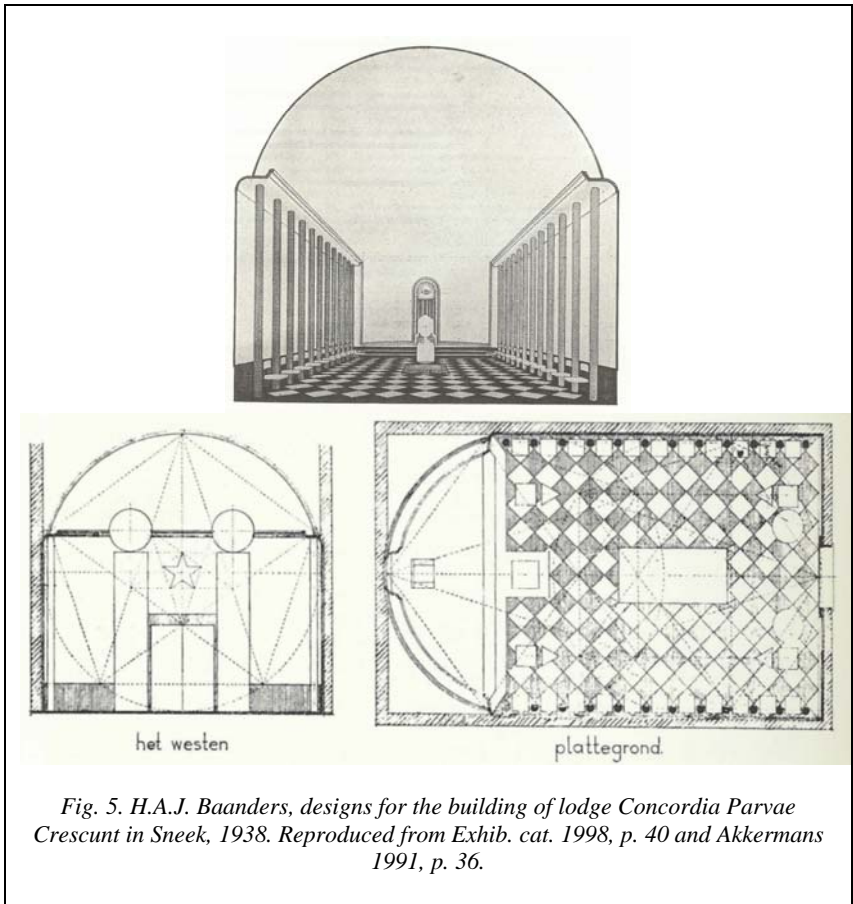 het westen
plattegrond.
Fig. 5. H.A.J. Baanders, designs for the building of lodge Concordia Parvae
Crescunt in Sneek, 1938. Reproduced from Exhib. cat. 1998, p. 40 and Akkermans
1991, p. 36.